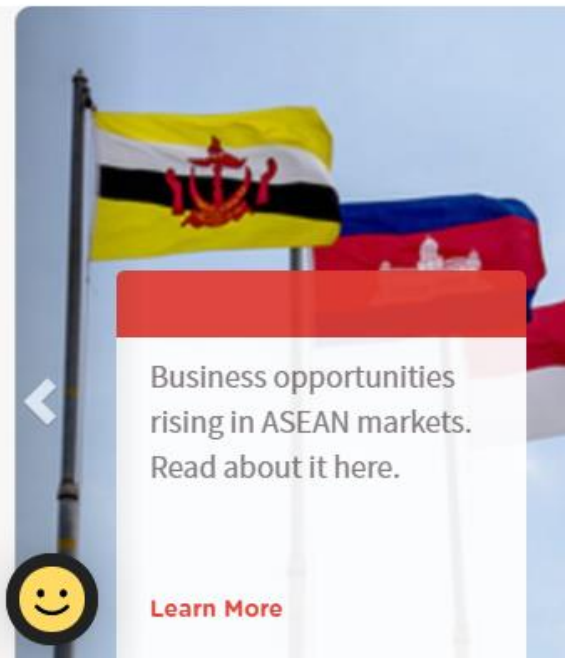 Business opportunities
rising in ASEAN markets.
Read about it here.
Learn More